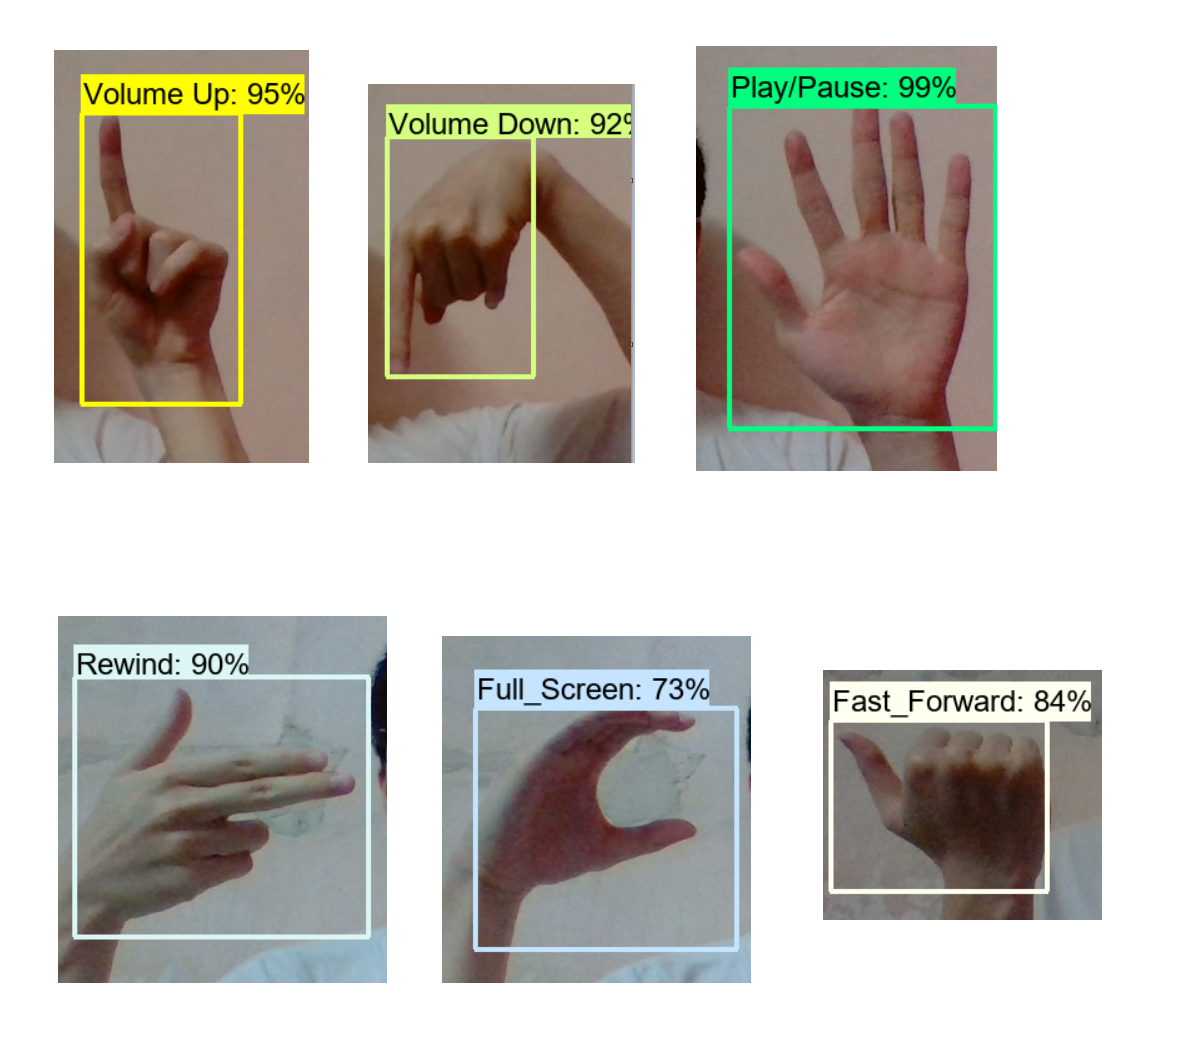 Volume Up: 95%
Volume Down: 92%
Play/Pause: 99%
Rewind: 90%
Full_Screen: 73%
Fast_Forward: 84%